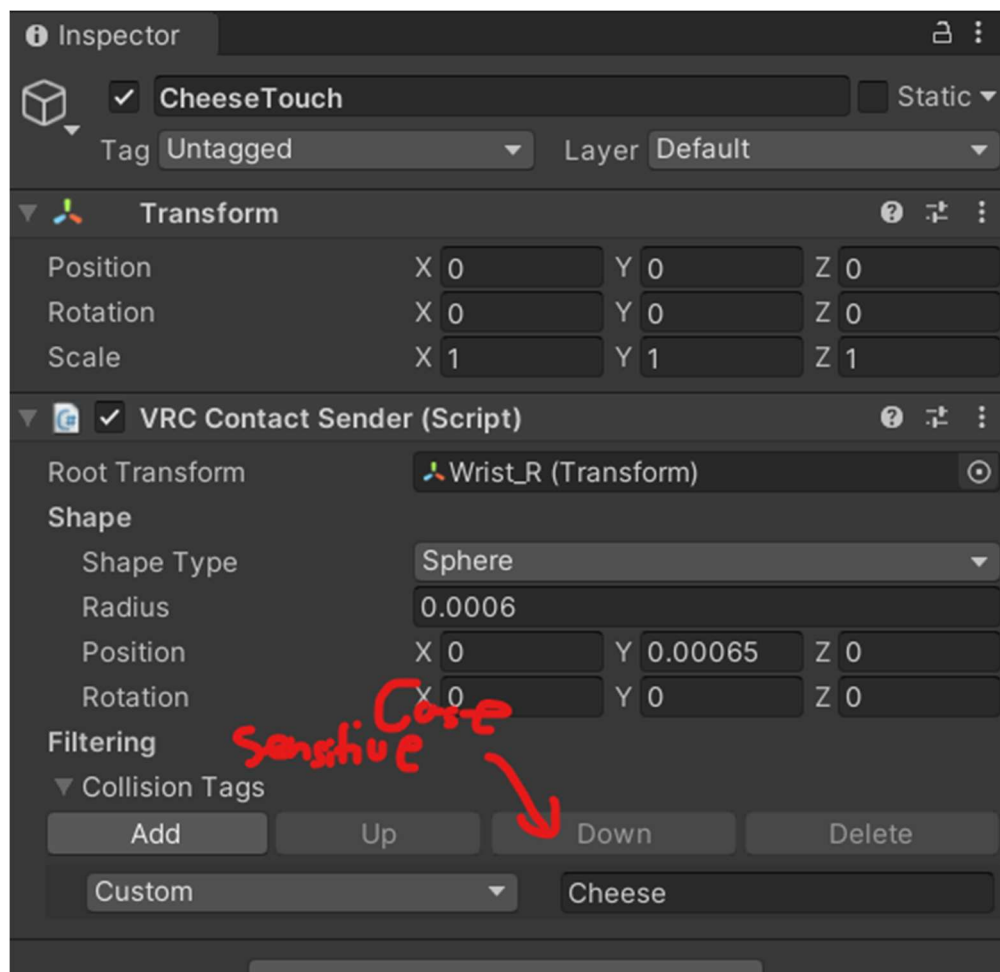 Inspector
CheeseTouch Static
Tag Untagged Layer Default
Transform
Position X 0 Y 0 Z 0
Rotation X 0 Y 0 Z 0
Scale X 1 Y 1 Z 1
VRC Contact Sender (Script)
Root Transform Wrist_R (Transform)
Shape
Shape Type Sphere
Radius 0.0006
Position X 0 Y 0.00065 Z 0
Rotation X 0 Y 0 Z 0
Case
Sensitive
Filtering
Collision Tags
Add Up Down Delete
Custom Cheese